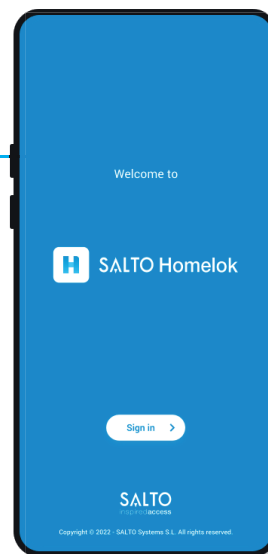 Welcome to
H SALTO Homelok
Sign in
SALTO
inspiredaccess
Copyright © 2022 - SALTO Systems S.L. All rights reserved.